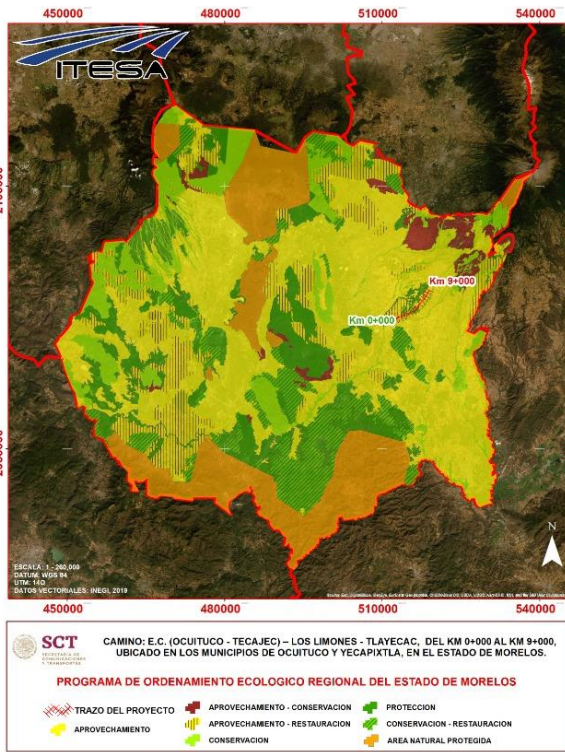 450000 480000 510000 540000
ITESA
Km 9+000
Km 0+000
N
ESCALA: 1 - 260,000
DATUM: WGS 84
UTM: 14Q
DATOS VECTORIALES: INEGI, 2019
450000 480000 510000 540000
SCT
SECRETARÍA DE
COMUNICACIONES
Y TRANSPORTES
CAMINO: E.C. (OCUITUCO - TECAJEC) – LOS LIMONES - TLAYECAC, DEL KM 0+000 AL KM 9+000,
UBICADO EN LOS MUNICIPIOS DE OCUITUCO Y YECAPIXTLA, EN EL ESTADO DE MORELOS.
PROGRAMA DE ORDENAMIENTO ECOLOGICO REGIONAL DEL ESTADO DE MORELOS
TRAZO DEL PROYECTO
APROVECHAMIENTO
APROVECHAMIENTO - CONSERVACION
APROVECHAMIENTO - RESTAURACION
CONSERVACION
PROTECCION
CONSERVACION - RESTAURACION
AREA NATURAL PROTEGIDA